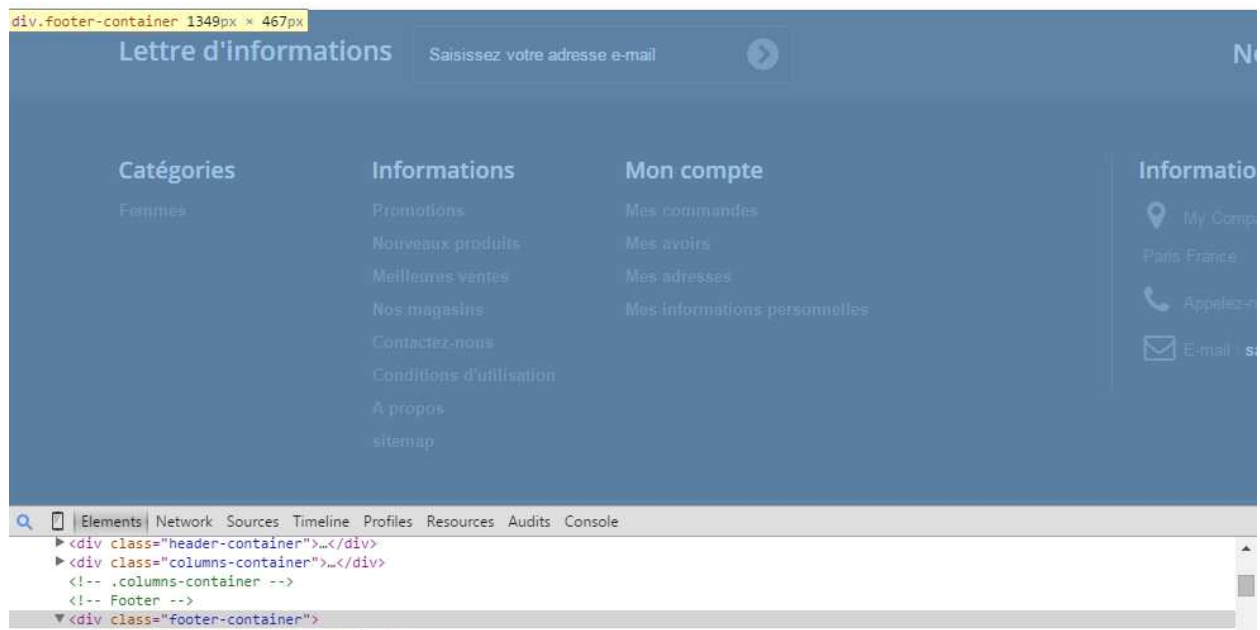 div.footer-container 1349px × 467px
Lettre d'informations
Saisissez votre adresse e-mail
Catégories
Femmes
Informations
Promotions
Nouveaux produits
Meilleures ventes
Nos magasins
Contactez-nous
Conditions d'utilisation
A propos
sitemap
Mon compte
Mes commandes
Mes avoirs
Mes adresses
Mes informations personnelles
My
Paris France
E-mail :
Elements Network Sources Timeline Profiles Resources Audits Console
<div class="header-container">…</div>
<div class="columns-container">…</div>
<!-- .columns-container -->
<!-- Footer -->
<div class="footer-container">